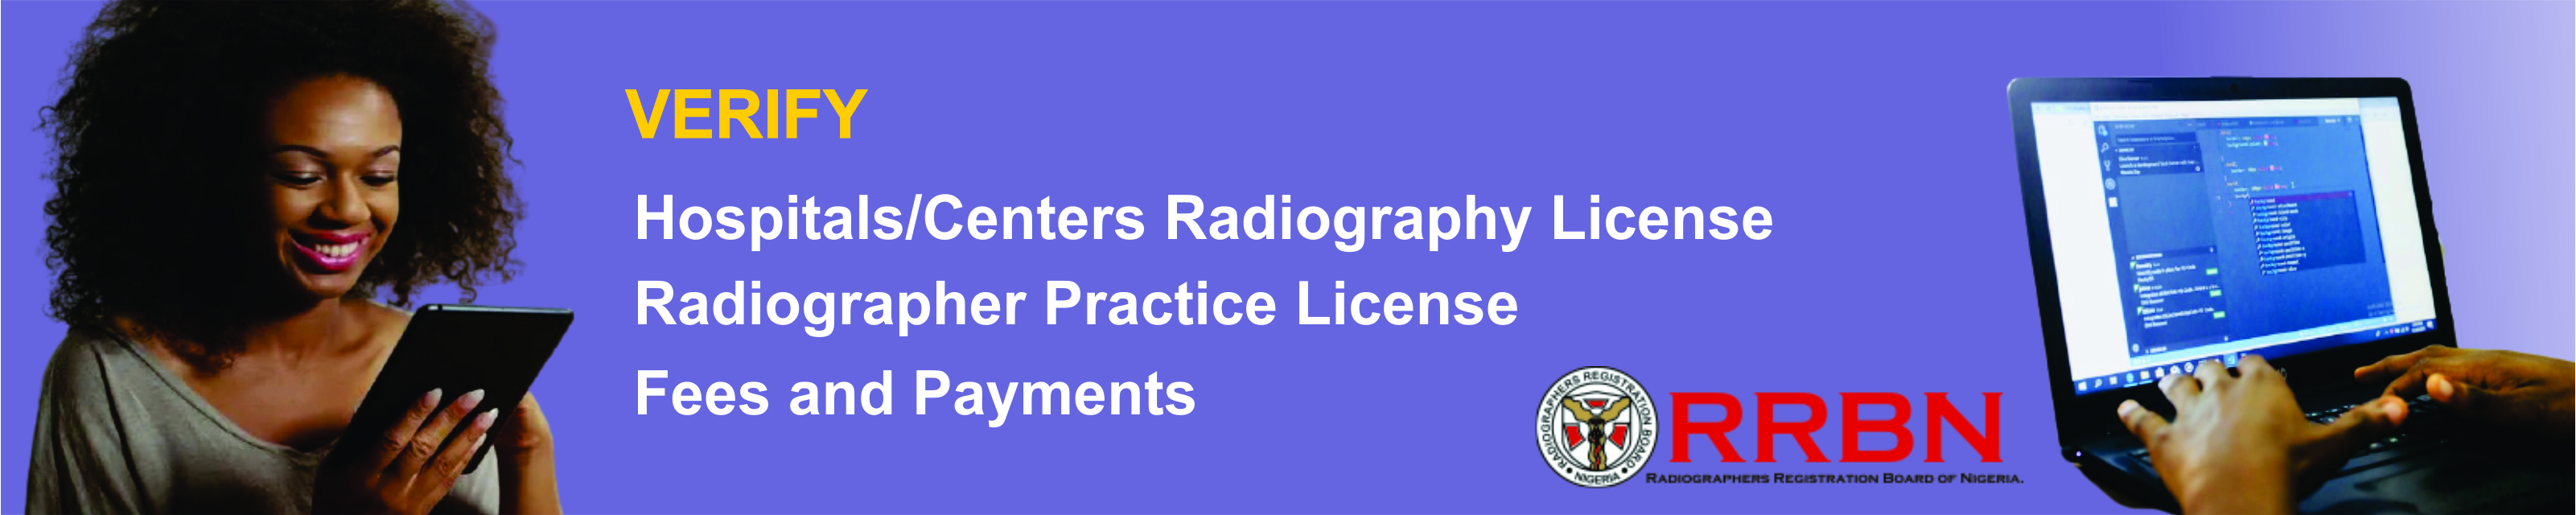 VERIFY
Hospitals/Centers Radiography License
Radiographer Practice License
Fees and Payments
RADIOGRAPHERS REGISTRATION BOARD
NIGERIA
RRBN
RADIOGRAPHERS REGISTRATION BOARD OF NIGERIA.